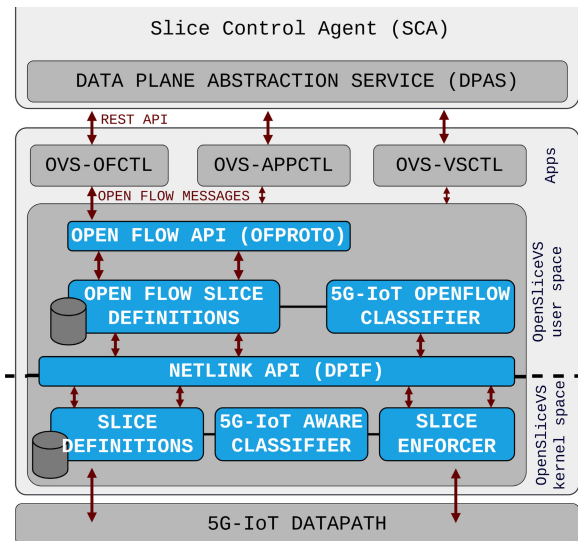 Slice Control Agent (SCA)
DATA PLANE ABSTRACTION SERVICE (DPAS)
REST API
OVS-OFCTL
OVS-APPCTL
OVS-VSCTL
Apps
OPEN FLOW MESSAGES
OPEN FLOW API (OFPROTO)
OPEN FLOW SLICE
DEFINITIONS
5G-IoT OPENFLOW
CLASSIFIER
OpenSliceVS
user space
NETLINK API (DPIF)
SLICE
DEFINITIONS
5G-IoT AWARE
CLASSIFIER
SLICE
ENFORCER
OpenSliceVS
kernel space
5G-IoT DATAPATH